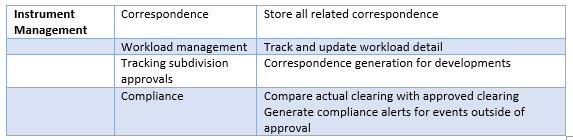 Instrument Management Correspondence Store all related correspondence
Workload management Track and update workload detail
Tracking subdivision approvals Correspondence generation for developments
Compliance Compare actual clearing with approved clearing
Generate compliance alerts for events outside of approval